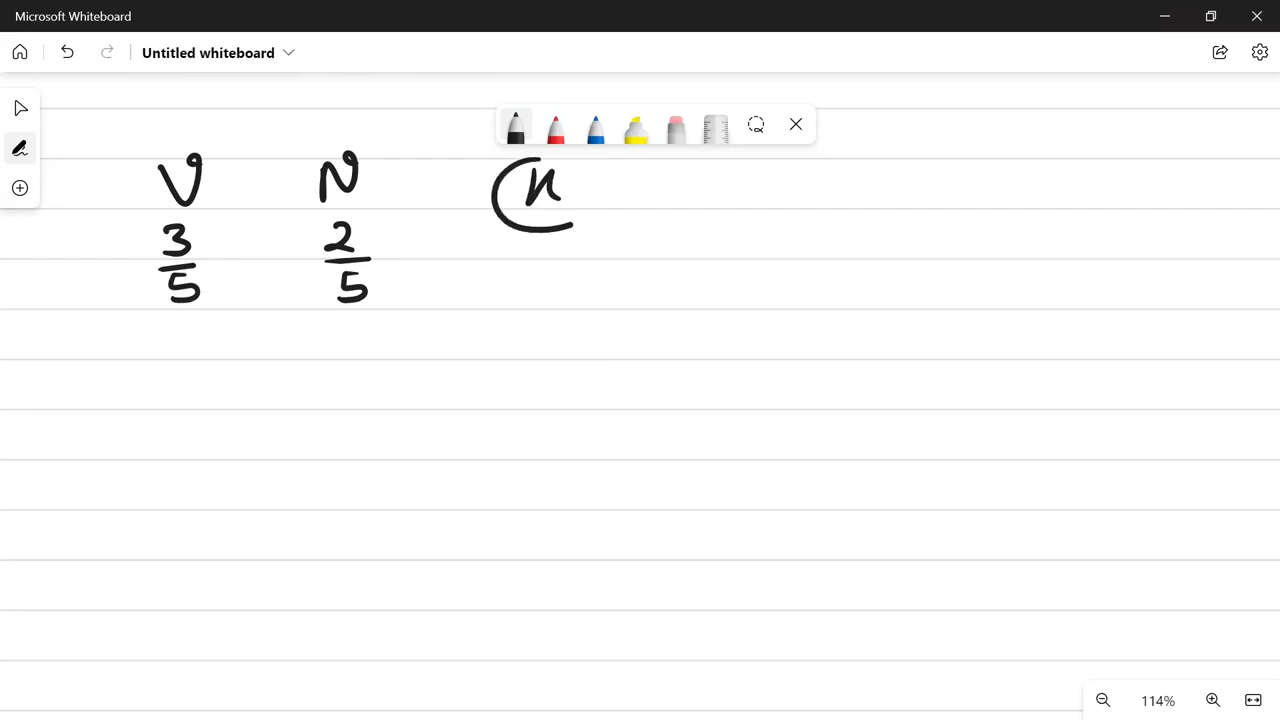 Microsoft Whiteboard
Untitled whiteboard
V N (x
3/5 2/5
114%